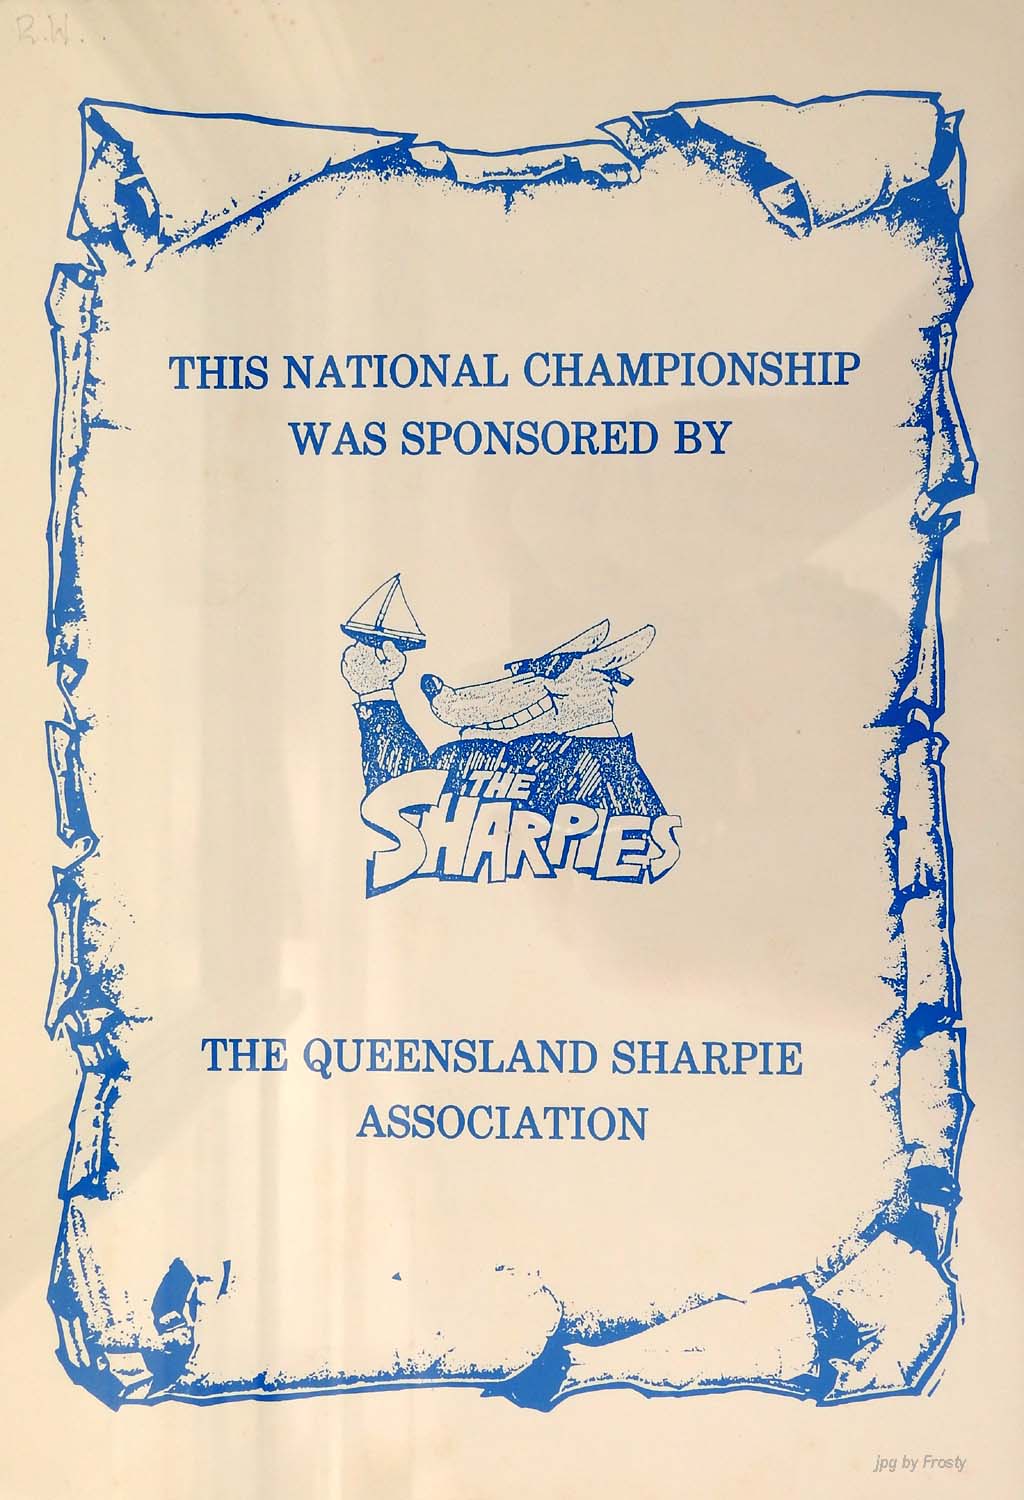 R.W.
THIS NATIONAL CHAMPIONSHIP
WAS SPONSORED BY
THE
SHARPIES
THE QUEENSLAND SHARPIE
ASSOCIATION
jpg by Frosty